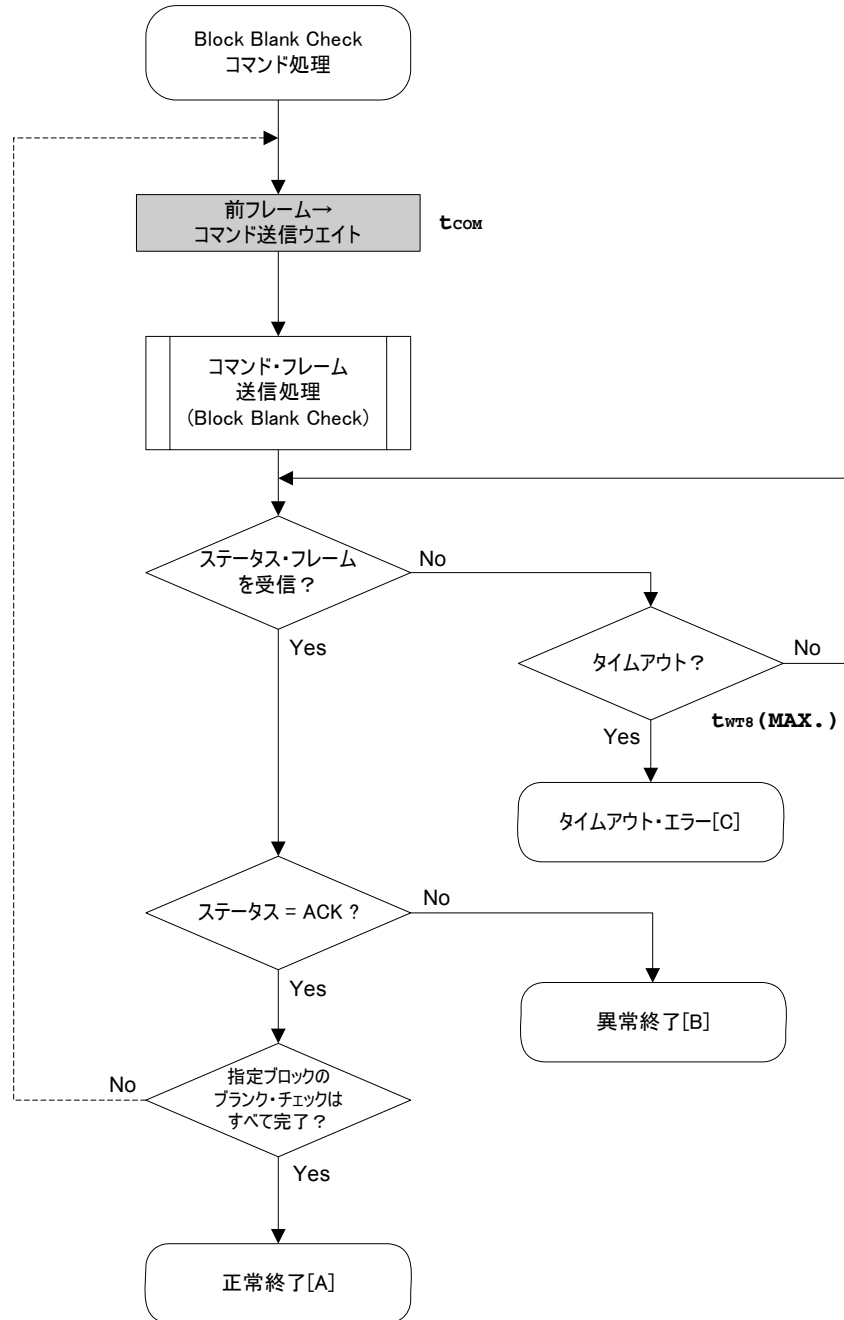 Block Blank Check
コマンド処理
前フレーム→
コマンド送信ウエイト
tCOM
コマンド・フレーム
送信処理
(Block Blank Check)
ステータス・フレーム
を受信？
No
Yes
タイムアウト？
No
tWT8(MAX.)
Yes
タイムアウト・エラー[C]
ステータス = ACK ?
No
Yes
異常終了[B]
指定ブロックの
ブランク・チェックは
すべて完了？
No
Yes
正常終了[A]